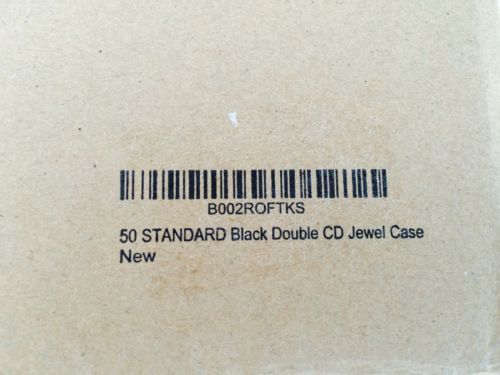 B002ROFTKS
50 STANDARD Black Double CD Jewel Case
New